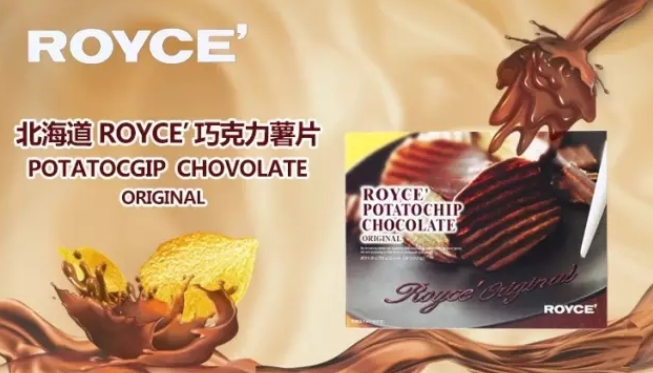 ROYCE'
北海道 ROYCE' 巧克力薯片
POTATOCGIP CHOVOLATE
ORIGINAL
ROYCE'
POTATOCHIP
CHOCOLATE
ORIGINAL
Royce' Original
ROYCE'